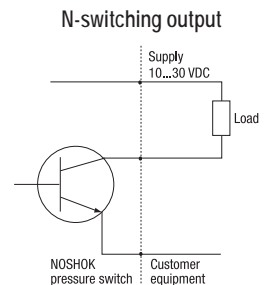 N-switching output
Supply
10...30 VDC
Load
NOSHOK
pressure switch
Customer
equipment